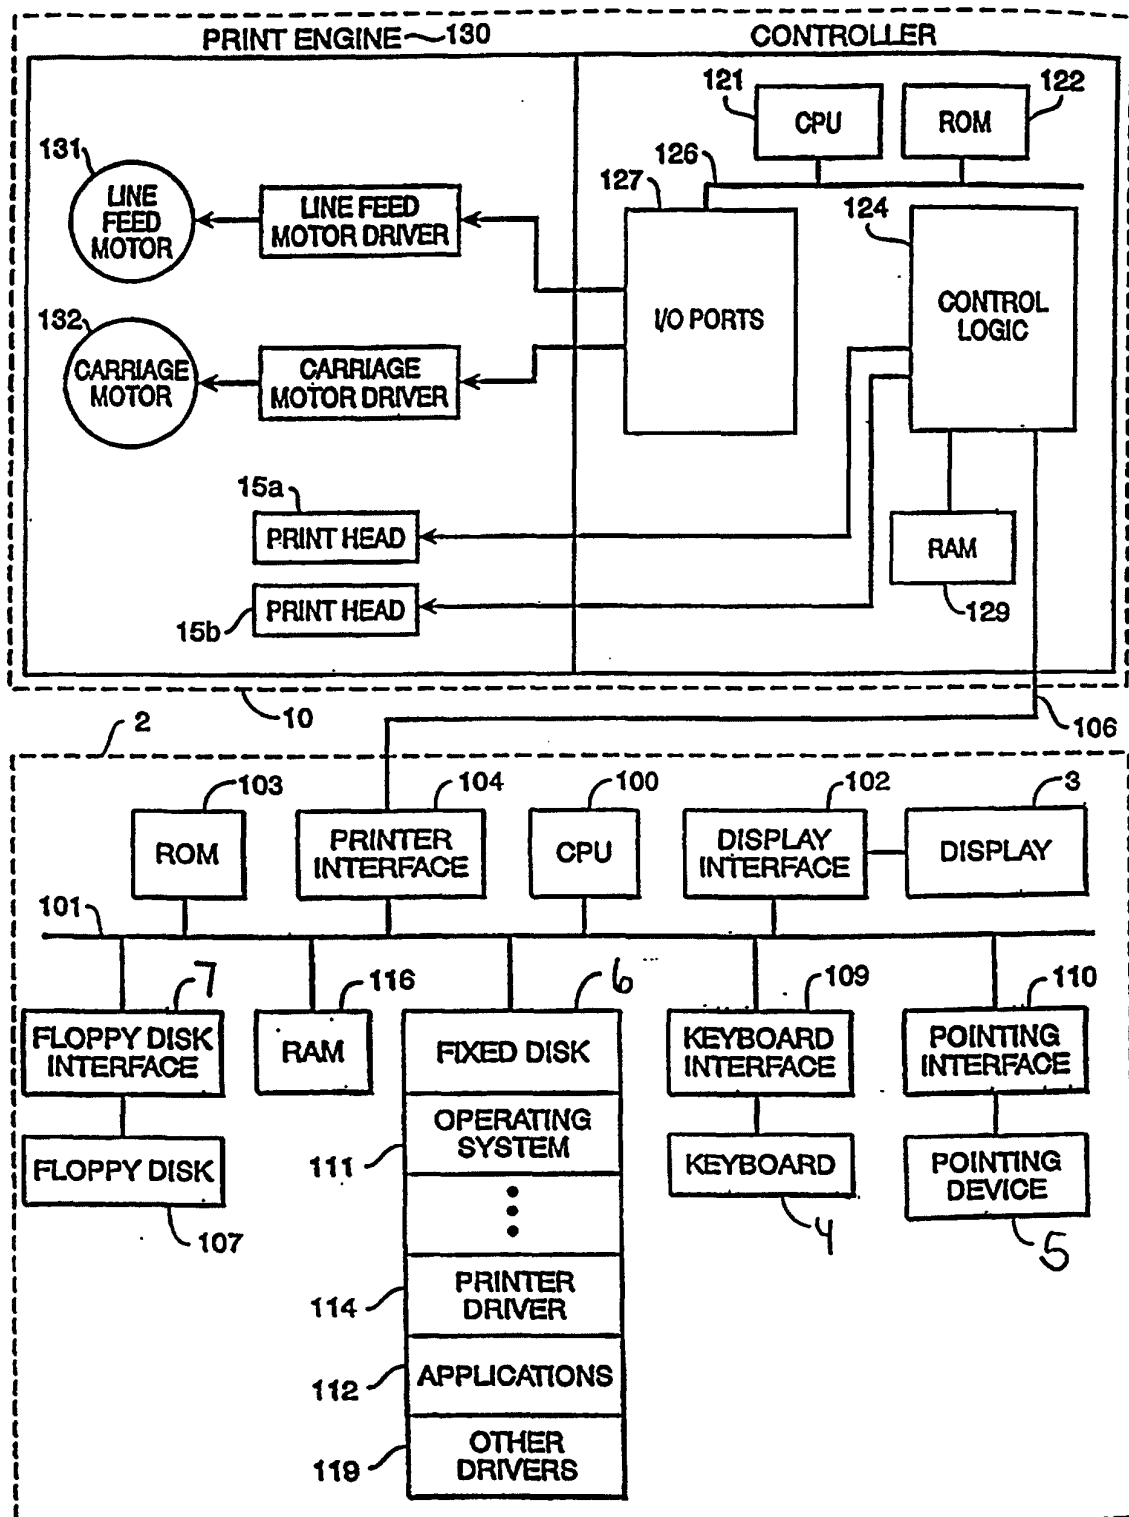 PRINT ENGINE 130
CONTROLLER
121
CPU
122
ROM
126
127
I/O PORTS
124
CONTROL
LOGIC
131
LINE
FEED
MOTOR
LINE FEED
MOTOR DRIVER
132
CARRIAGE
MOTOR
CARRIAGE
MOTOR DRIVER
15a
PRINT HEAD
15b
PRINT HEAD
RAM
129
10
106
2
103
ROM
104
PRINTER
INTERFACE
100
CPU
102
DISPLAY
INTERFACE
3
DISPLAY
101
7
FLOPPY DISK
INTERFACE
116
RAM
6
FIXED DISK
109
KEYBOARD
INTERFACE
110
POINTING
INTERFACE
FLOPPY DISK
107
111
OPERATING
SYSTEM
KEYBOARD
4
POINTING
DEVICE
5
114
PRINTER
DRIVER
112
APPLICATIONS
119
OTHER
DRIVERS